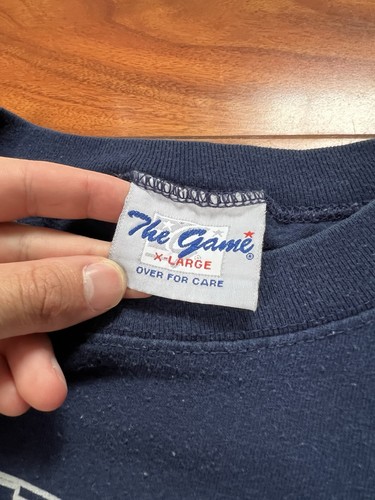 The Game®
X-LARGE
OVER FOR CARE